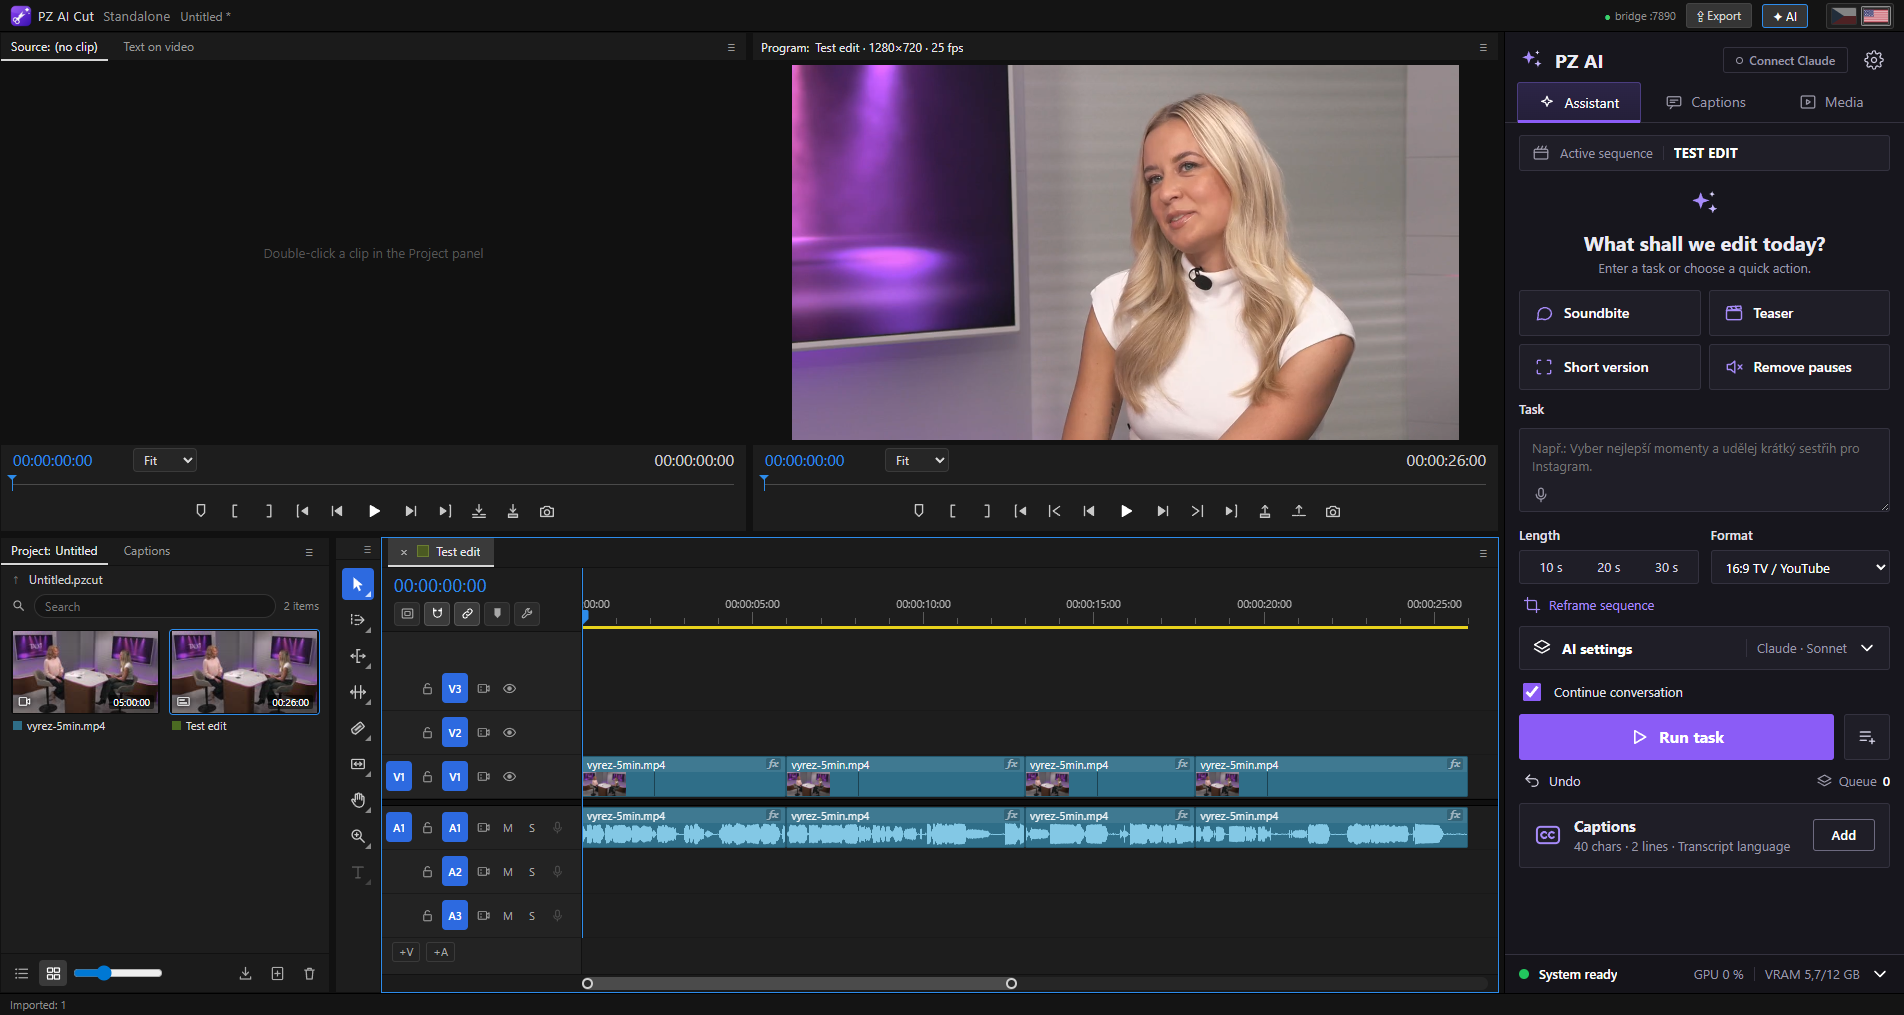 PZ AI Cut Standalone Untitled *
bridge :7890
Export
AI
Source: (no clip) Text on video
Program: Test edit · 1280×720 · 25 fps
Double-click a clip in the Project panel
00:00:00:00 Fit 00:00:00:00
00:00:00:00 Fit 00:00:26:00
Project: Untitled Captions
Untitled.pzcut
Search 2 items
05:00:00
00:26:00
vyrez-5min.mp4 Test edit
Test edit
00:00:00:00
00:00 00:00:05:00 00:00:10:00 00:00:15:00 00:00:20:00 00:00:25:00
V3
V2
V1 V1
vyrez-5min.mp4 fx vyrez-5min.mp4 fx vyrez-5min.mp4 fx vyrez-5min.mp4 fx
A1 A1 M S
vyrez-5min.mp4 fx vyrez-5min.mp4 fx vyrez-5min.mp4 fx vyrez-5min.mp4 fx
A2 M S
A3 M S
+V +A
Imported: 1
PZ AI
Connect Claude
Assistant Captions Media
Active sequence TEST EDIT
What shall we edit today?
Enter a task or choose a quick action.
Soundbite Teaser
Short version Remove pauses
Task
Např.: Vyber nejlepší momenty a udělej krátký sestřih pro
Instagram.
Length Format
10 s 20 s 30 s 16:9 TV / YouTube
Reframe sequence
AI settings Claude · Sonnet
Continue conversation
Run task
Undo Queue 0
CC Captions
40 chars · 2 lines · Transcript language
Add
System ready GPU 0 % VRAM 5,7/12 GB